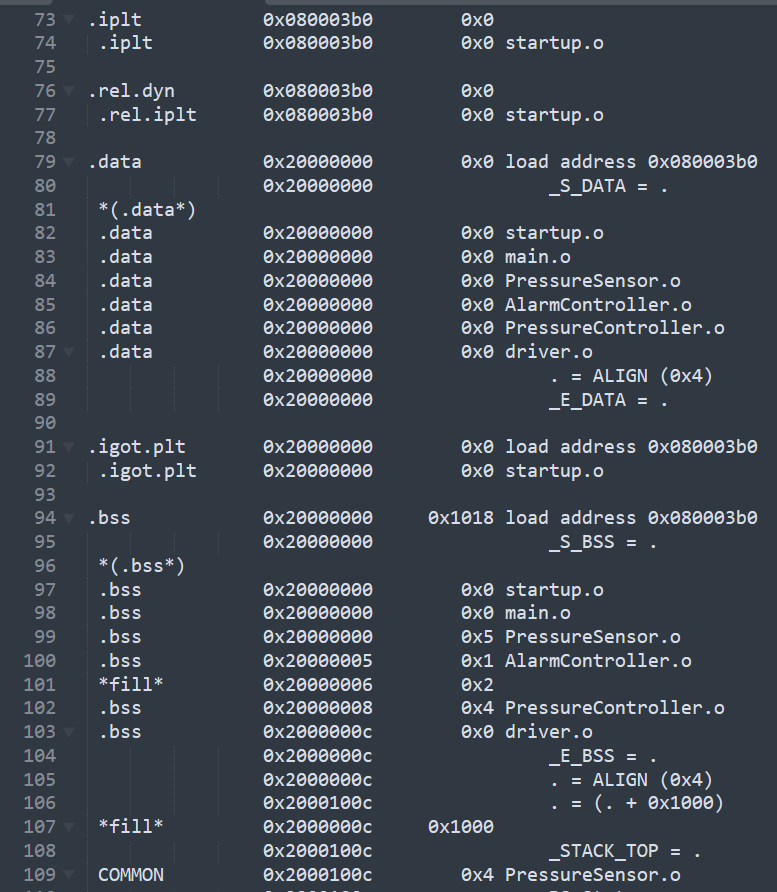 73 .iplt 0x080003b0 0x0
74 .iplt 0x080003b0 0x0 startup.o
75
76 .rel.dyn 0x080003b0 0x0
77 .rel.iplt 0x080003b0 0x0 startup.o
78
79 .data 0x20000000 0x0 load address 0x080003b0
80 0x20000000 _S_DATA = .
81 *(.data*)
82 .data 0x20000000 0x0 startup.o
83 .data 0x20000000 0x0 main.o
84 .data 0x20000000 0x0 PressureSensor.o
85 .data 0x20000000 0x0 AlarmController.o
86 .data 0x20000000 0x0 PressureController.o
87 .data 0x20000000 0x0 driver.o
88 0x20000000 . = ALIGN (0x4)
89 0x20000000 _E_DATA = .
90
91 .igot.plt 0x20000000 0x0 load address 0x080003b0
92 .igot.plt 0x20000000 0x0 startup.o
93
94 .bss 0x20000000 0x1018 load address 0x080003b0
95 0x20000000 _S_BSS = .
96 *(.bss*)
97 .bss 0x20000000 0x0 startup.o
98 .bss 0x20000000 0x0 main.o
99 .bss 0x20000000 0x5 PressureSensor.o
100 .bss 0x20000005 0x1 AlarmController.o
101 *fill* 0x20000006 0x2
102 .bss 0x20000008 0x4 PressureController.o
103 .bss 0x2000000c 0x0 driver.o
104 0x2000000c _E_BSS = .
105 0x2000000c . = ALIGN (0x4)
106 0x2000100c . = (. + 0x1000)
107 *fill* 0x2000000c 0x1000
108 0x2000100c _STACK_TOP = .
109 COMMON 0x2000100c 0x4 PressureSensor.o